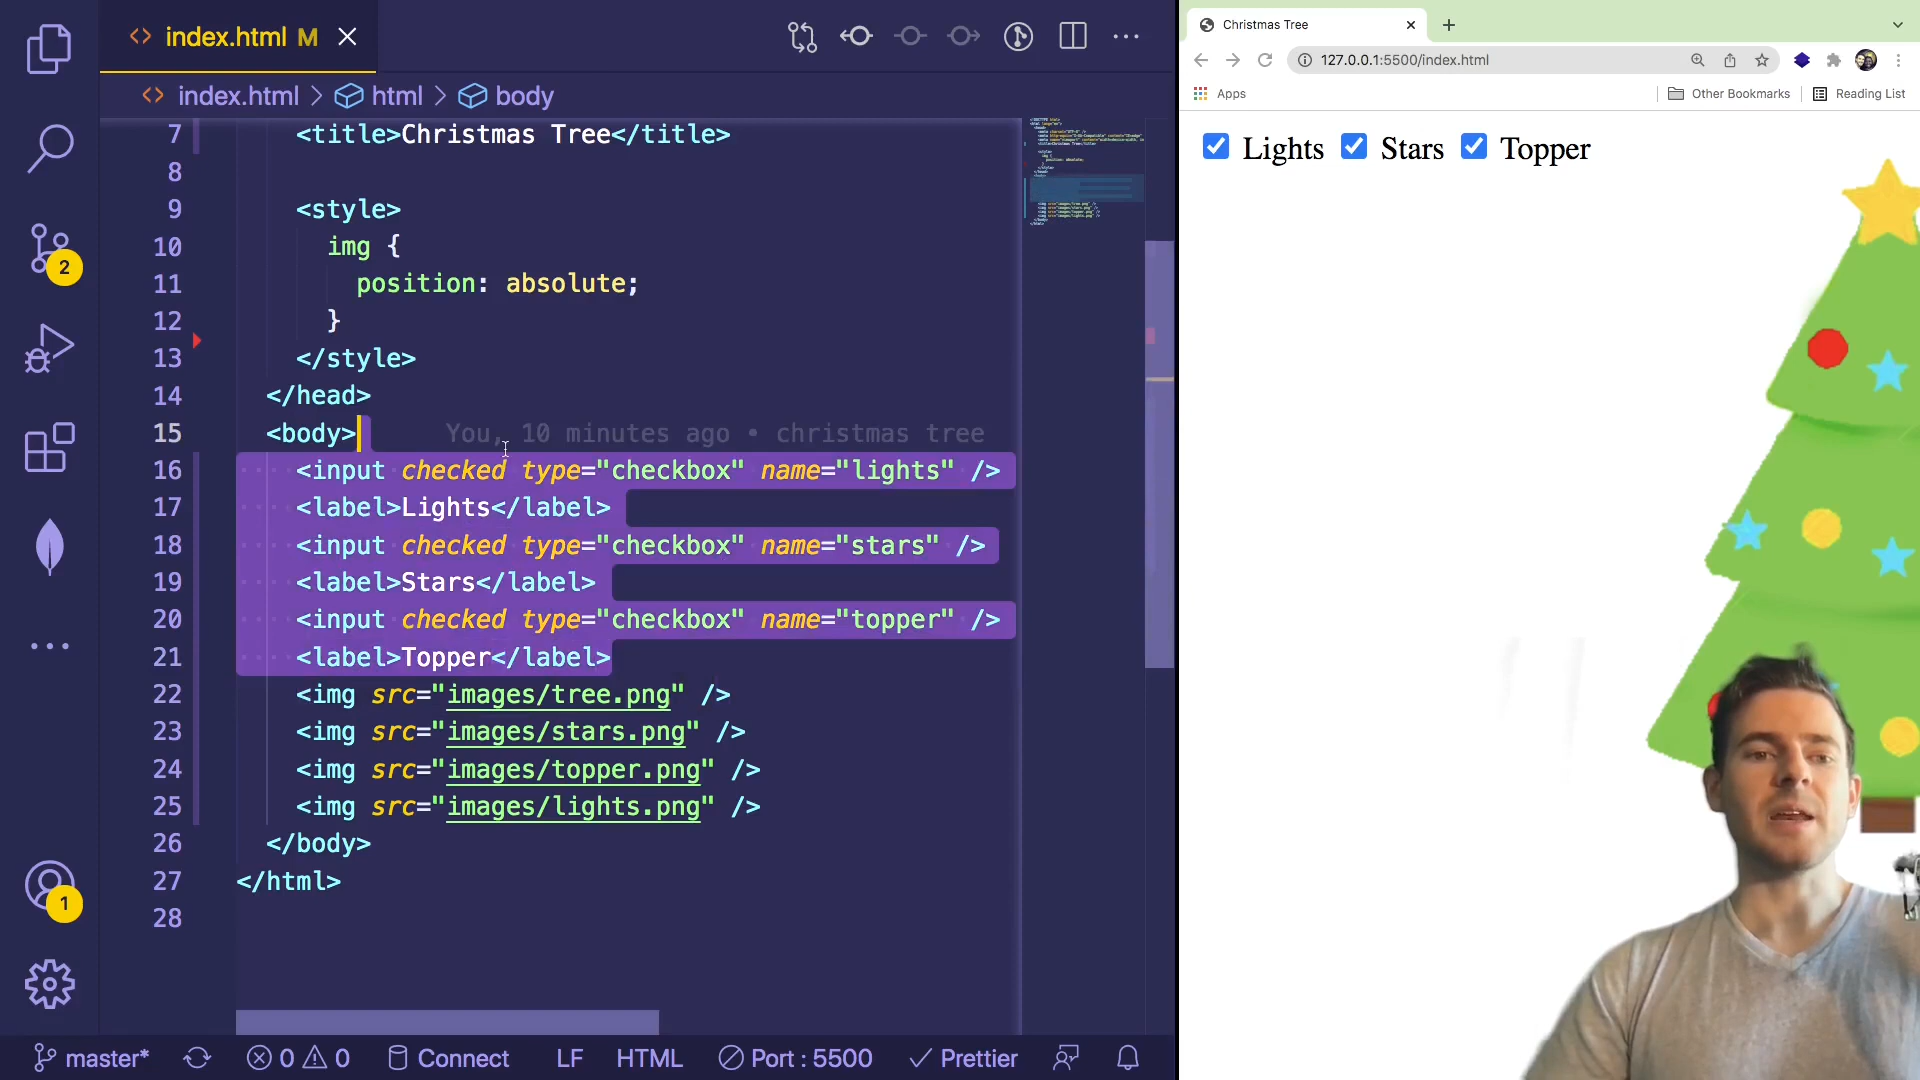 index.html M
index.html > html > body
7 <title>Christmas Tree</title>
8
9 <style>
10 img {
11 position: absolute;
12 }
13 </style>
14 </head>
15 <body> You, 10 minutes ago • christmas tree
16 <input checked type="checkbox" name="lights" />
17 <label>Lights</label>
18 <input checked type="checkbox" name="stars" />
19 <label>Stars</label>
20 <input checked type="checkbox" name="topper" />
21 <label>Topper</label>
22 <img src="images/tree.png" />
23 <img src="images/stars.png" />
24 <img src="images/topper.png" />
25 <img src="images/lights.png" />
26 </body>
27 </html>
28
2
1
master* 0 0 Connect LF HTML Port : 5500 Prettier
Christmas Tree
127.0.0.1:5500/index.html
Apps Other Bookmarks Reading List
Lights Stars Topper